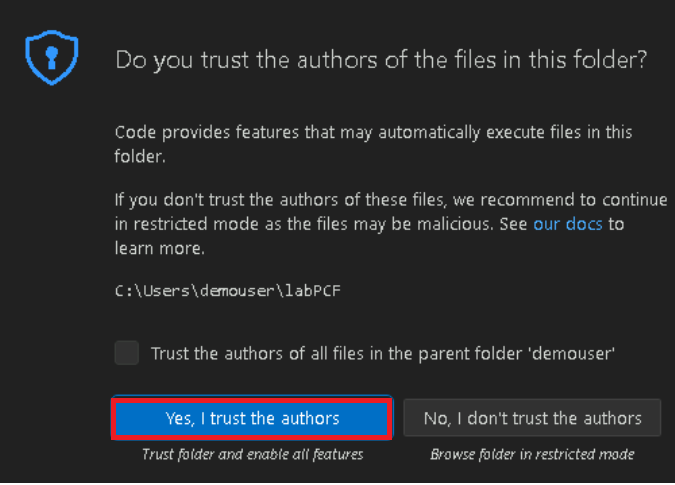 Do you trust the authors of the files in this folder?
Code provides features that may automatically execute files in this
folder.
If you don't trust the authors of these files, we recommend to continue
in restricted mode as the files may be malicious. See our docs to
learn more.
C:\Users\demouser\labPCF
Trust the authors of all files in the parent folder 'demouser'
Yes, I trust the authors
No, I don't trust the authors
Trust folder and enable all features
Browse folder in restricted mode